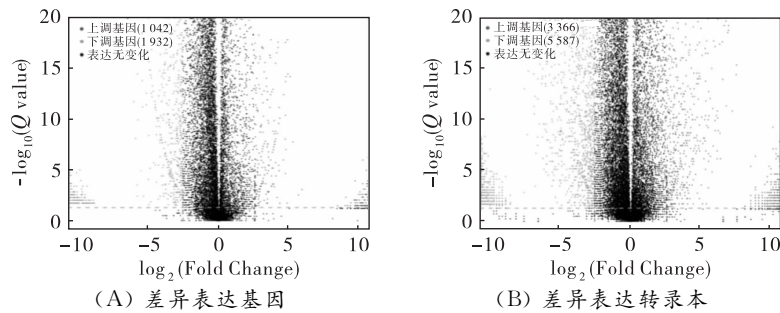 20
15
10
5
0
-log10(Q value)
上调基因(1 042)
下调基因(1 932)
表达无变化
-10 -5 0 5 10
log2(Fold Change)
(A) 差异表达基因
20
15
10
5
0
-log10(Q value)
上调基因(3 366)
下调基因(5 587)
表达无变化
-10 -5 0 5 10
log2(Fold Change)
(B) 差异表达转录本